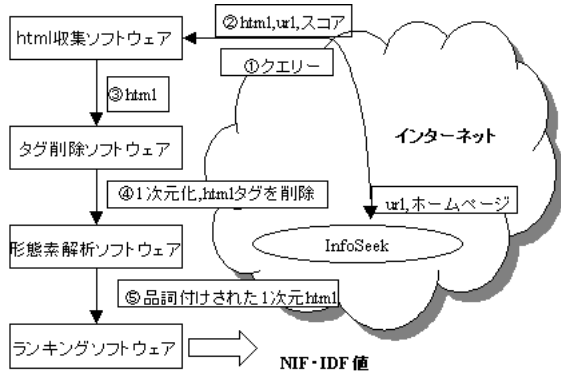 ②html,url,スコア
html収集ソフトウェア
①クエリー
③html
インターネット
タグ削除ソフトウェア
④1次元化,htmlタグを削除
url,ホームページ
形態素解析ソフトウェア
InfoSeek
⑤品詞付けされた1次元html
ランキングソフトウェア
NIF・IDF値